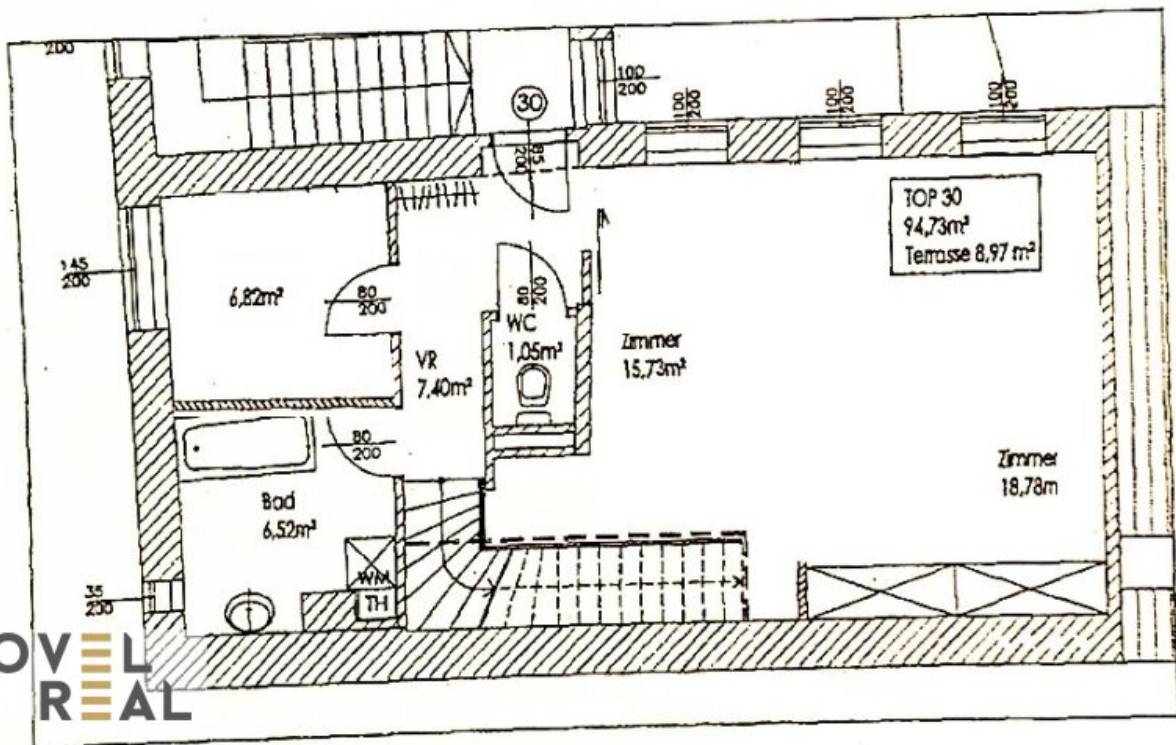 200
100
200
30
100
200
100
200
100
200
85
200
TOP 30
94,73m²
Terrasse 8,97 m²
145
200
6,82m²
80
200
80
200
WC
1,05m²
VR
7,40m²
Zimmer
15,73m²
80
200
Zimmer
18,78m
Bad
6,52m²
WM
TH
35
200
OVEL
REAL